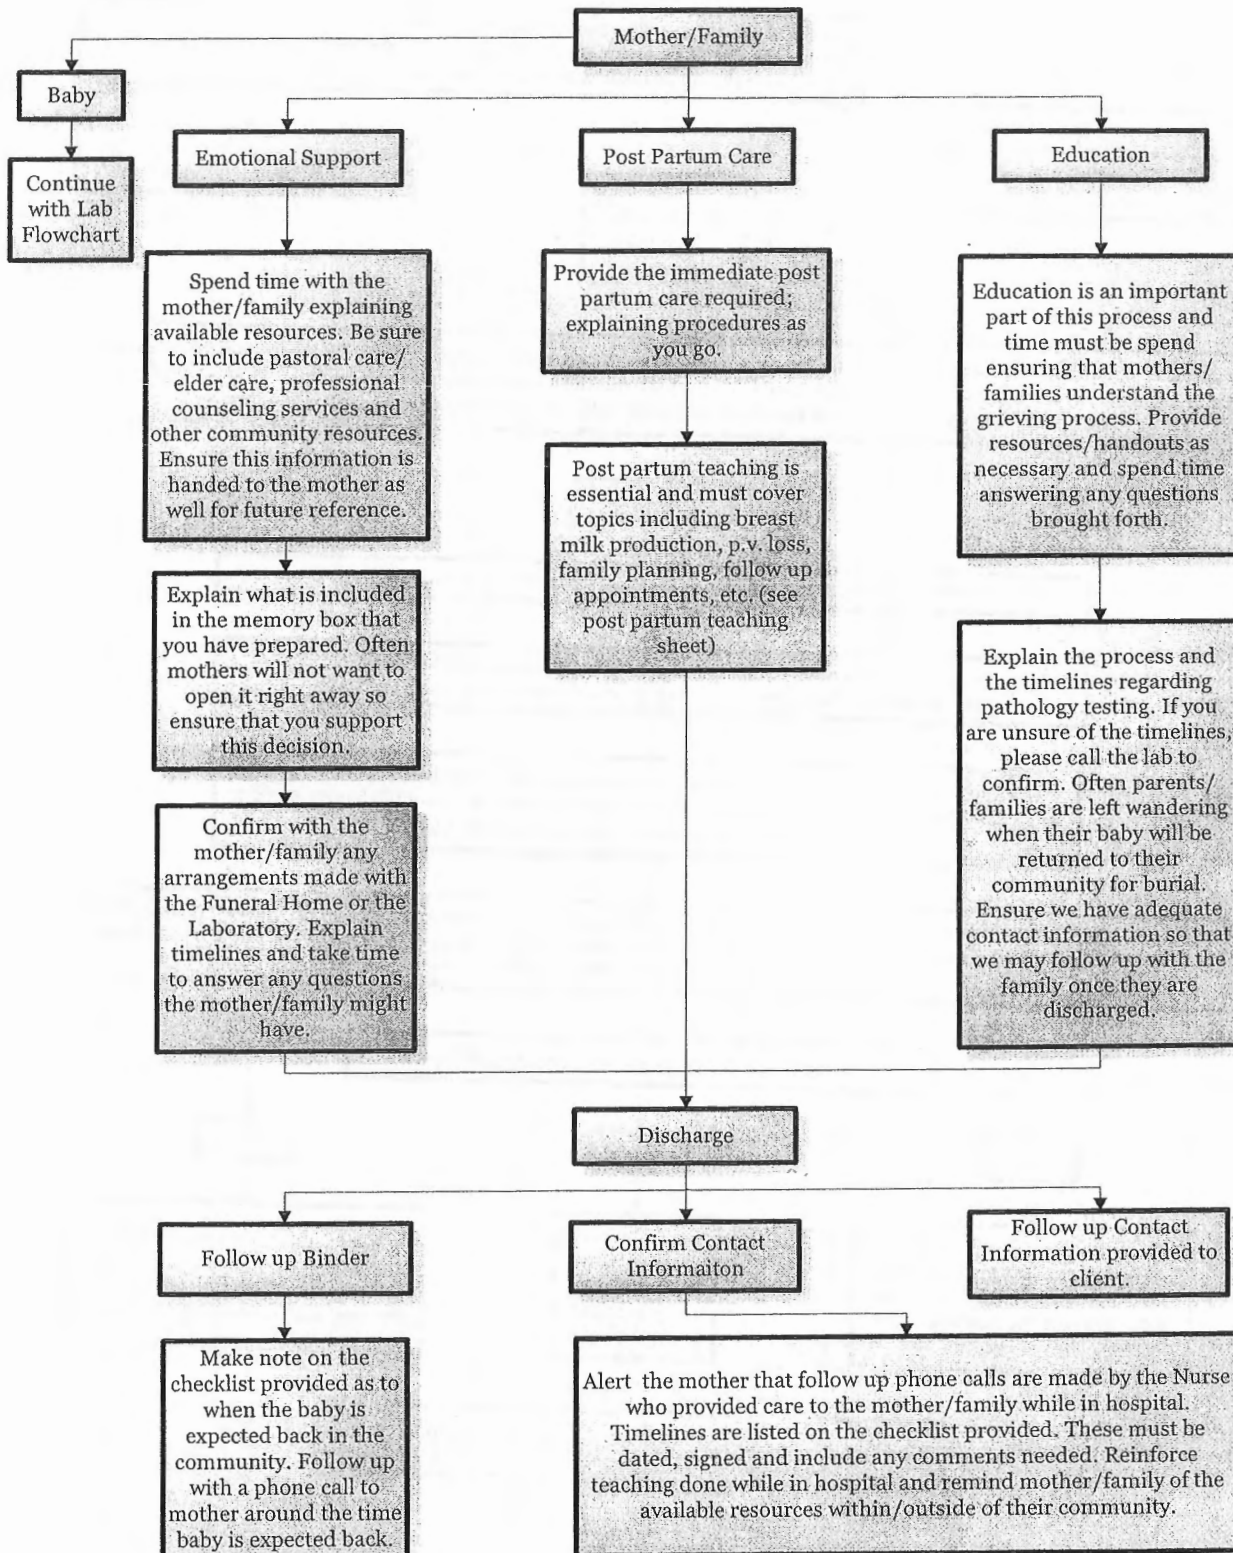 Mother/Family
Baby
Continue
with Lab
Flowchart
Emotional Support
Spend time with the
mother/family explaining
available resources. Be sure
to include pastoral care/
elder care, professional
counseling services and
other community resources.
Ensure this information is
handed to the mother as
well for future reference.
Explain what is included
in the memory box that
you have prepared. Often
mothers will not want to
open it right away so
ensure that you support
this decision.
Confirm with the
mother/family any
arrangements made with
the Funeral Home or the
Laboratory. Explain
timelines and take time
to answer any questions
the mother/family might
have.
Post Partum Care
Provide the immediate post
partum care required;
explaining procedures as
you go.
Post partum teaching is
essential and must cover
topics including breast
milk production, p.v. loss,
family planning, follow up
appointments, etc. (see
post partum teaching
sheet)
Education
Education is an important
part of this process and
time must be spend
ensuring that mothers/
families understand the
grieving process. Provide
resources/handouts as
necessary and spend time
answering any questions
brought forth.
Explain the process and
the timelines regarding
pathology testing. If you
are unsure of the timelines,
please call the lab to
confirm. Often parents/
families are left wandering
when their baby will be
returned to their
community for burial.
Ensure we have adequate
contact information so that
we may follow up with the
family once they are
discharged.
Discharge
Follow up Binder
Make note on the
checklist provided as to
when the baby is
expected back in the
community. Follow up
with a phone call to
mother around the time
baby is expected back.
Confirm Contact
Informaiton
Follow up Contact
Information provided to
client.
Alert the mother that follow up phone calls are made by the Nurse
who provided care to the mother/family while in hospital.
Timelines are listed on the checklist provided. These must be
dated, signed and include any comments needed. Reinforce
teaching done while in hospital and remind mother/family of the
available resources within/outside of their community.